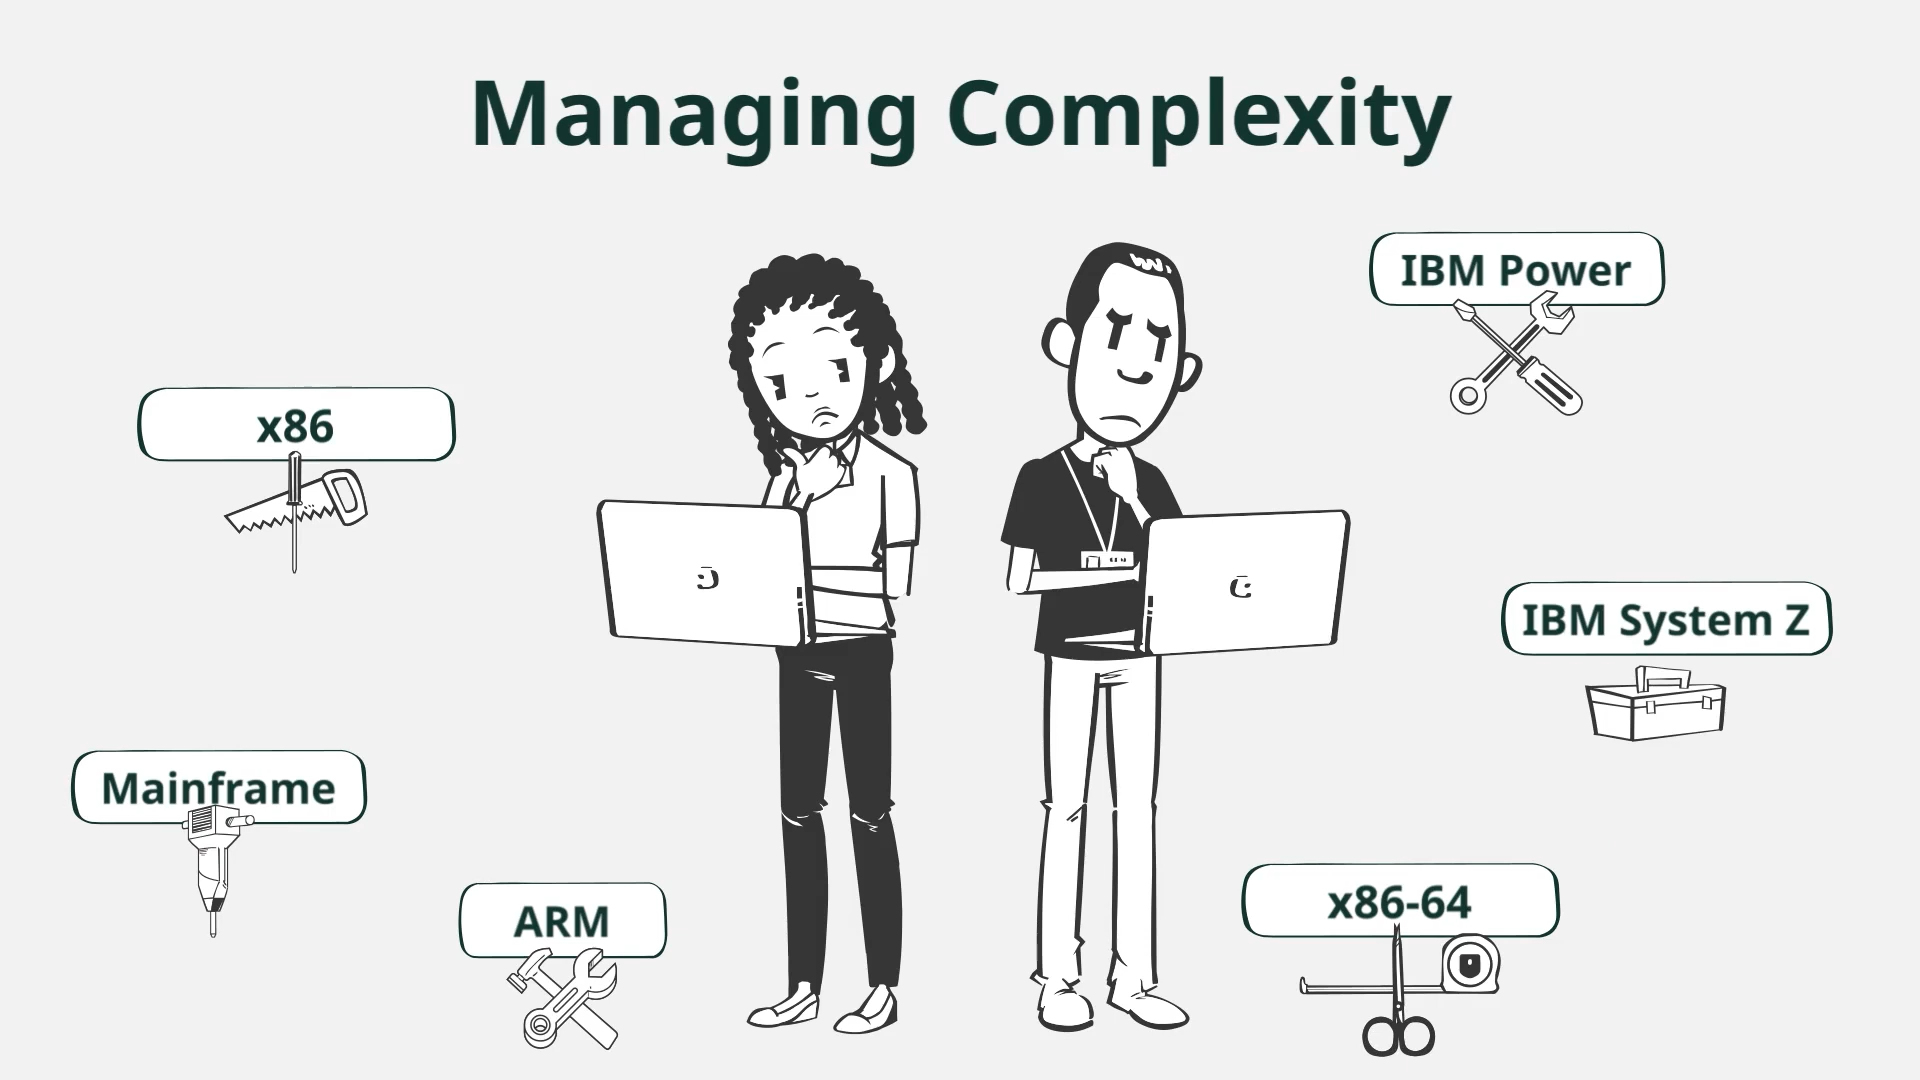 Managing Complexity
IBM Power
x86
IBM System Z
Mainframe
x86-64
ARM